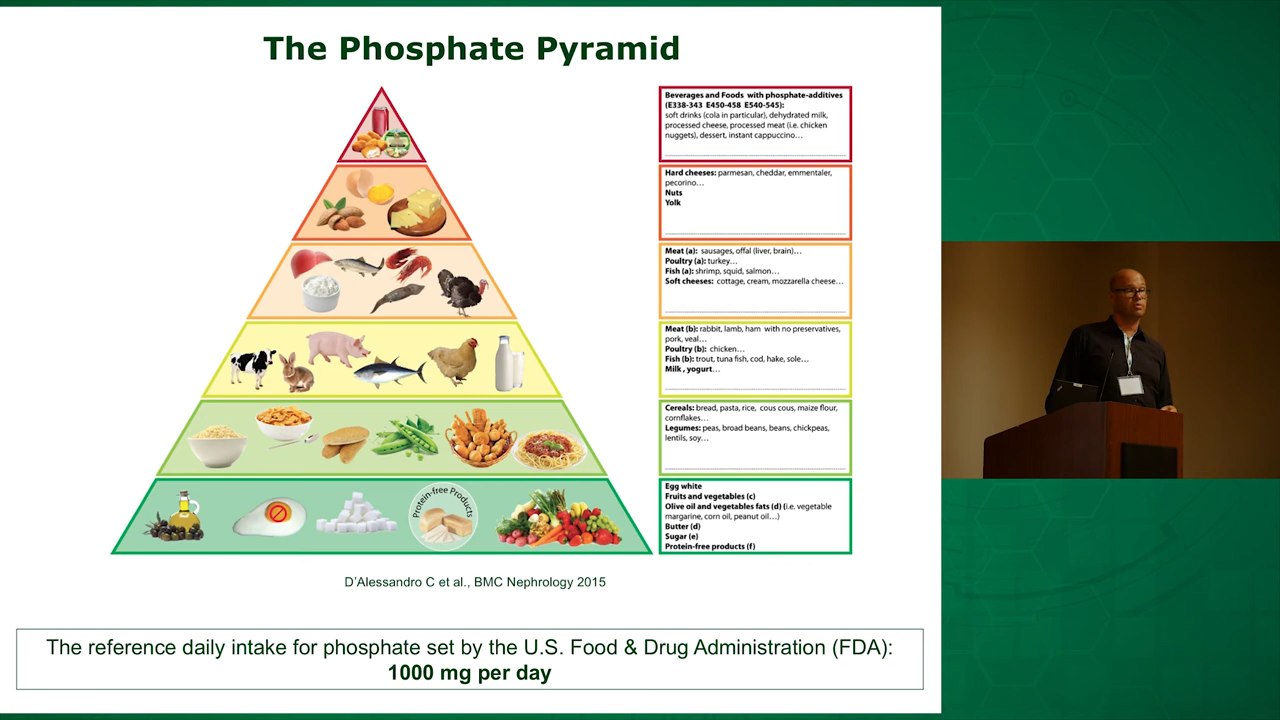 The Phosphate Pyramid
Beverages and Foods with phosphate-additives
(E338-343 E450-458 E540-545):
soft drinks (cola in particular), dehydrated milk,
processed cheese, processed meat (i.e. chicken
nuggets), dessert, instant cappuccino...
Hard cheeses: parmesan, cheddar, emmentaler,
pecorino...
Nuts
Yolk
Meat (a): sausages, offal (liver, brain)...
Poultry (a): turkey...
Fish (a): shrimp, squid, salmon...
Soft cheeses: cottage, cream, mozzarella cheese...
Meat (b): rabbit, lamb, ham with no preservatives,
pork, veal...
Poultry (b): chicken...
Fish (b): trout, tuna fish, cod, hake, sole...
Milk, yogurt...
Cereals: bread, pasta, rice, cous cous, maize flour,
cornflakes...
Legumes: peas, broad beans, beans, chickpeas,
lentils, soy...
Protein-free Products
Egg white
Fruits and vegetables (c)
Olive oil and vegetables fats (d) (i.e. vegetable
margarine, corn oil, peanut oil...)
Butter (d)
Sugar (e)
Protein-free products (f)
D'Alessandro C et al., BMC Nephrology 2015
The reference daily intake for phosphate set by the U.S. Food & Drug Administration (FDA):
1000 mg per day